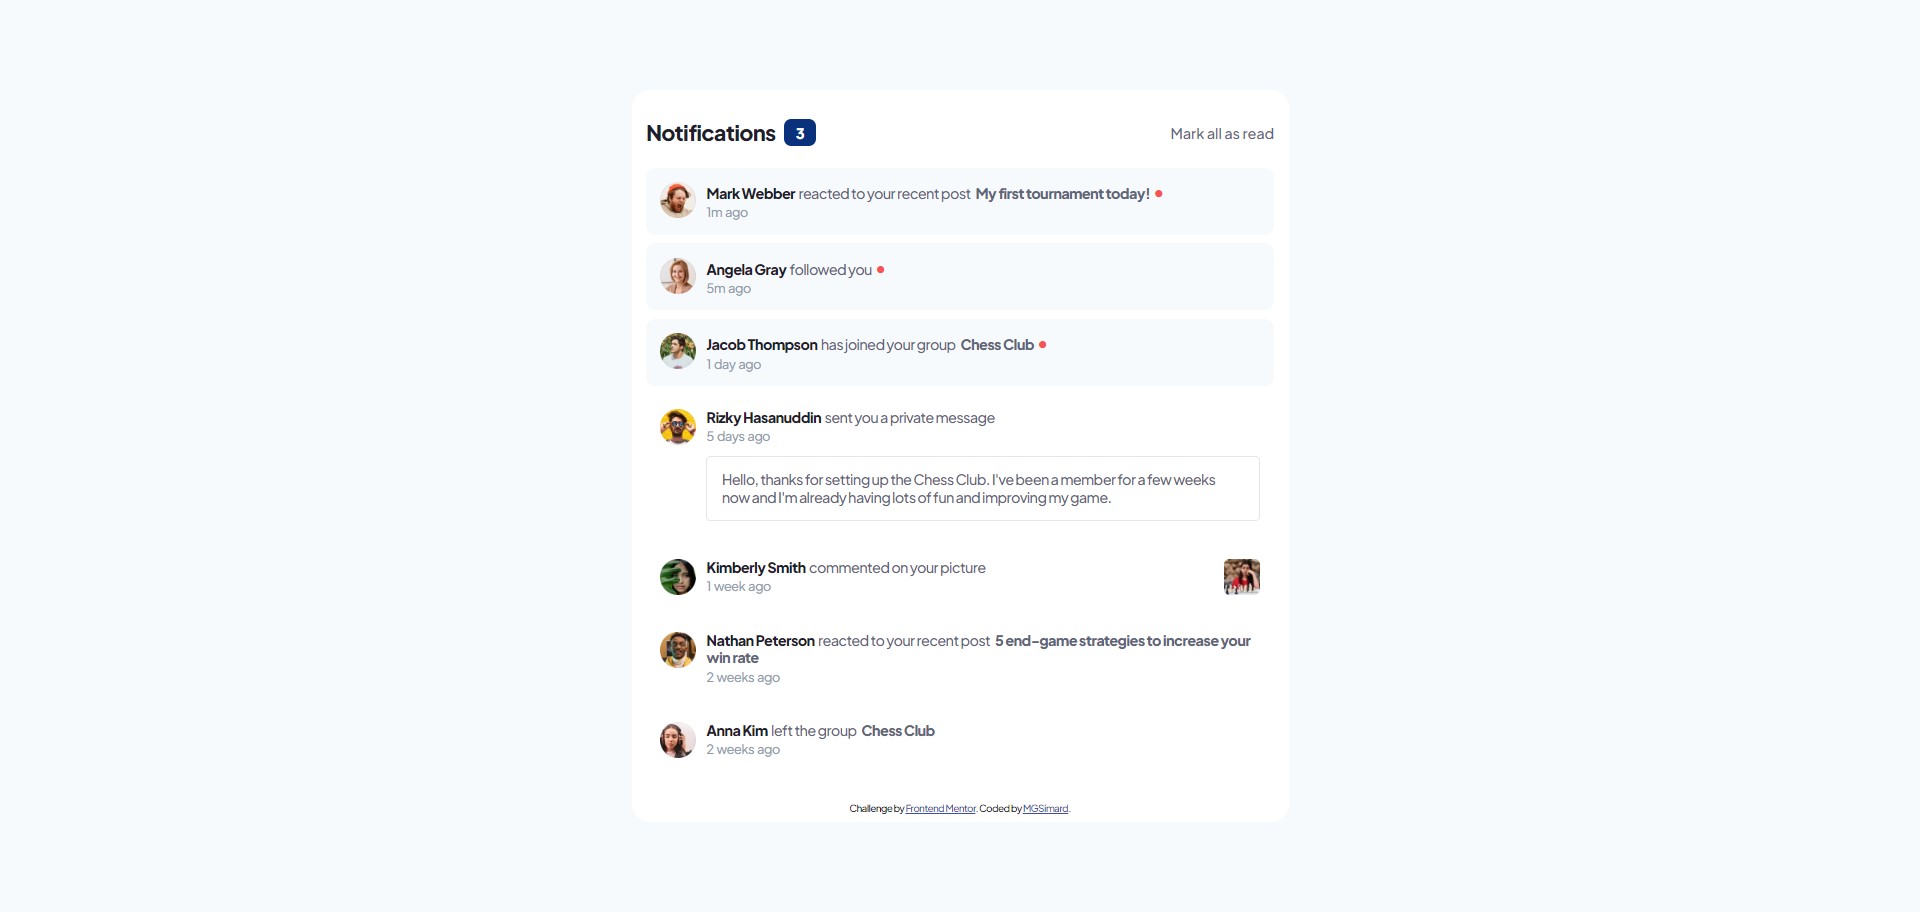 Notifications 3 Mark all as read
Mark Webber reacted to your recent post My first tournament today!
1m ago
Angela Gray followed you
5m ago
Jacob Thompson has joined your group Chess Club
1 day ago
Rizky Hasanuddin sent you a private message
5 days ago
Hello, thanks for setting up the Chess Club. I've been a member for a few weeks
now and I'm already having lots of fun and improving my game.
Kimberly Smith commented on your picture
1 week ago
Nathan Peterson reacted to your recent post 5 end-game strategies to increase your
win rate
2 weeks ago
Anna Kim left the group Chess Club
2 weeks ago
Challenge by Frontend Mentor. Coded by MGSimard.